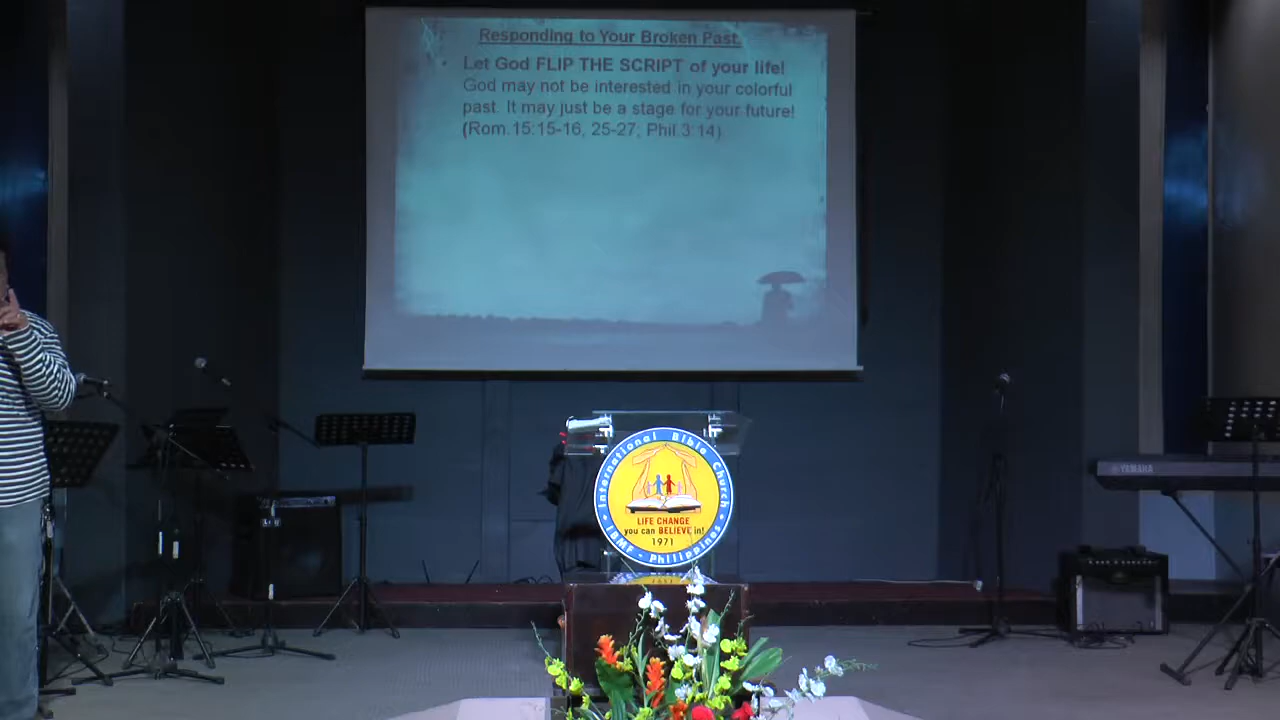 Responding to Your Broken Past.
• Let God FLIP THE SCRIPT of your life!
God may not be interested in your colorful
past. It may just be a stage for your future!
(Rom.15:15-16, 25-27; Phil 3:14)
YAMAHA
International Bible Church
LIFE CHANGE
you can BELIEVE in!
1971
IBMF - Philippines